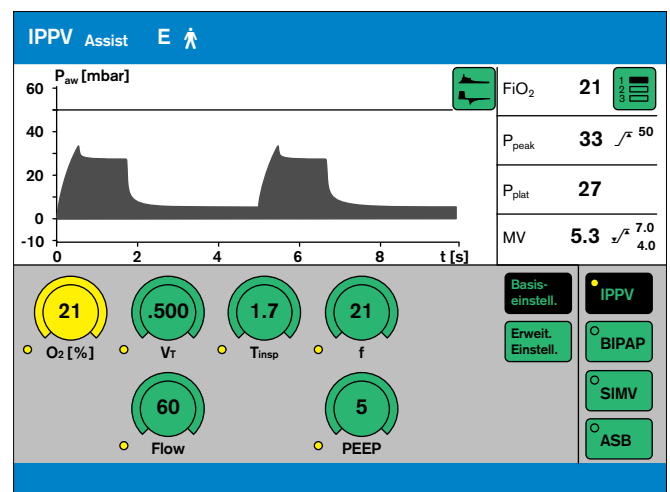 IPPV Assist E
Paw [mbar]
60
40
20
0
-10
0 2 4 6 8 t [s]
FiO2 21
1
2
3
Ppeak 33 50
Pplat 27
MV 5.3 7.0
4.0
21 .500 1.7 21
O2 [%] VT Tinsp f
60 5
Flow PEEP
Basis-
einstell.
Erweit.
Einstell.
IPPV
BIPAP
SIMV
ASB